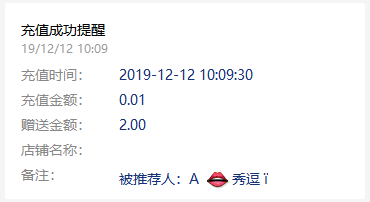 充值成功提醒
19/12/12 10:09
充值时间： 2019-12-12 10:09:30
充值金额： 0.01
赠送金额： 2.00
店铺名称：
备注： 被推荐人：A 👄 秀逗 ï